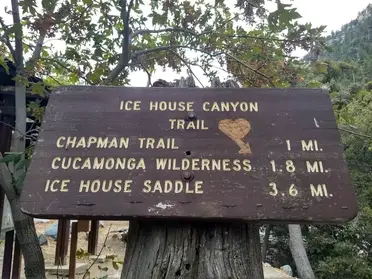 ICE HOUSE CANYON
TRAIL
CHAPMAN TRAIL 1 MI.
CUCAMONGA WILDERNESS 1.8 MI.
ICE HOUSE SADDLE 3.6 MI.